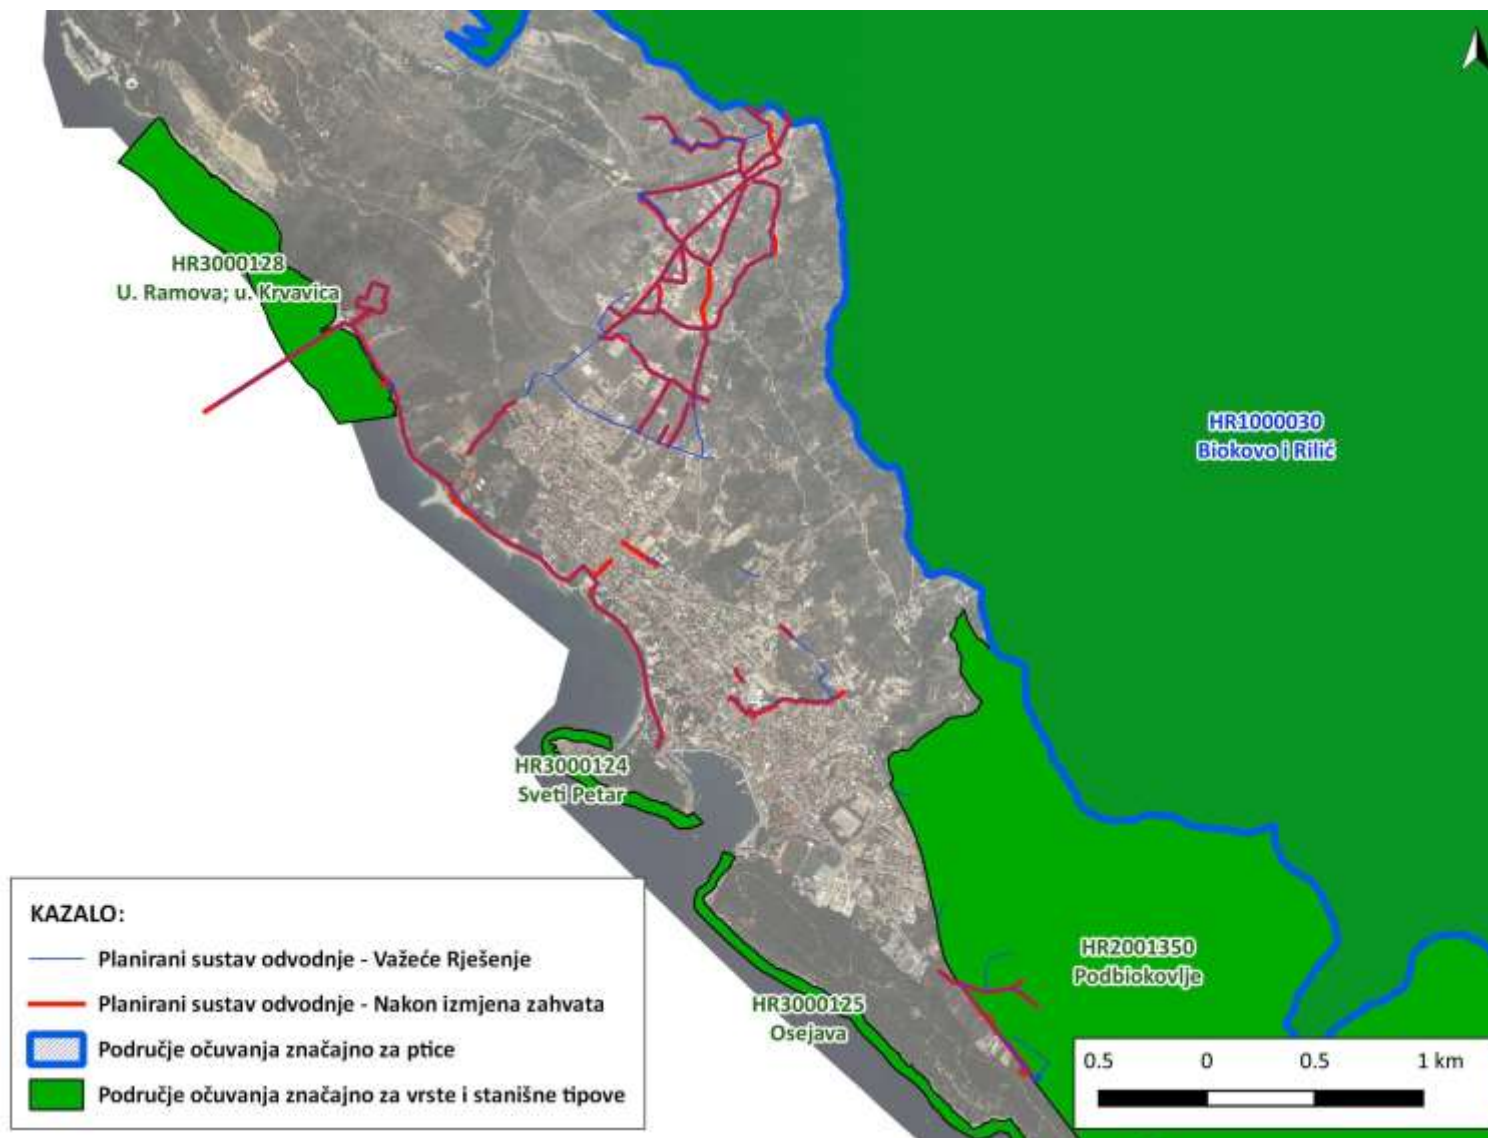 HR3000128
U. Ramova; u. Krvavica
HR1000030
Biokovo i Rilić
HR3000124
Sveti Petar
HR2001350
Podbiokovlje
HR3000125
Osejava
KAZALO:
Planirani sustav odvodnje - Važeće Rješenje
Planirani sustav odvodnje - Nakon izmjena zahvata
Područje očuvanja značajno za ptice
Područje očuvanja značajno za vrste i stanišne tipove
0.5 0 0.5 1 km